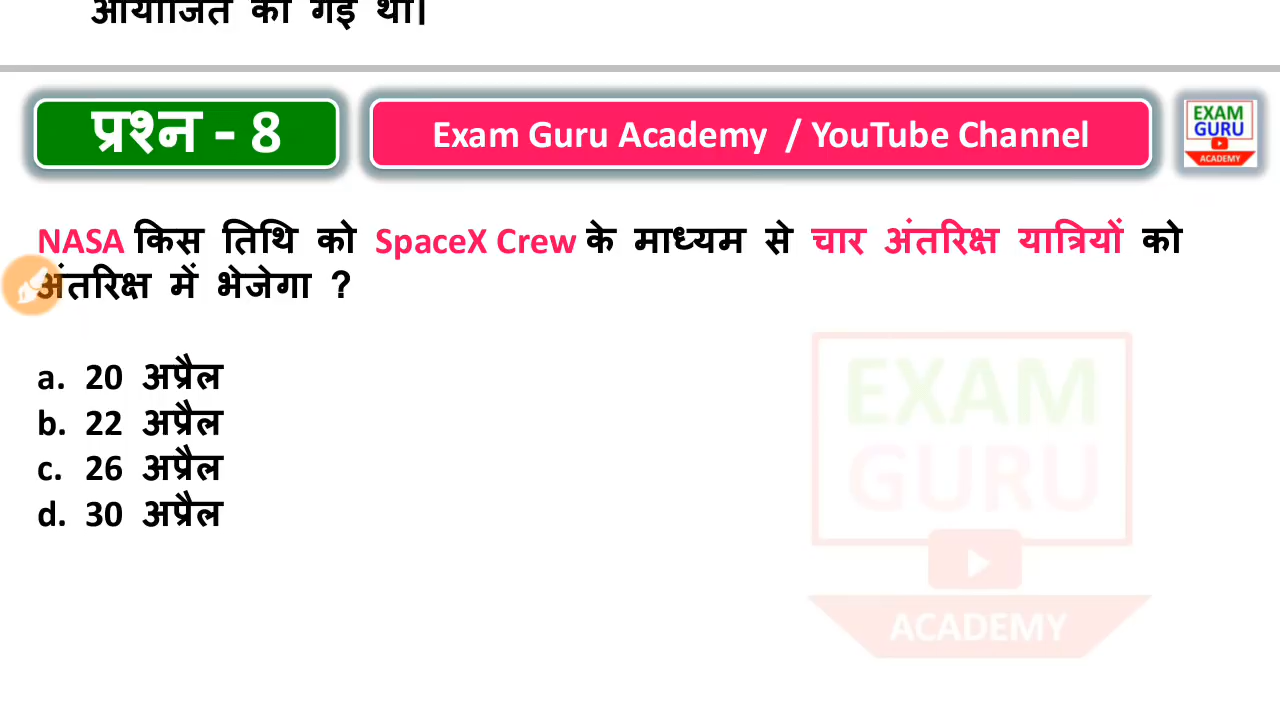 आयोजित की गई थी।
प्रश्न - 8
Exam Guru Academy / YouTube Channel
EXAM
GURU
ACADEMY
NASA किस तिथि को SpaceX Crew के माध्यम से चार अंतरिक्ष यात्रियों को
अंतरिक्ष में भेजेगा ?
a. 20 अप्रैल
b. 22 अप्रैल
c. 26 अप्रैल
d. 30 अप्रैल
EXAM
GURU
ACADEMY